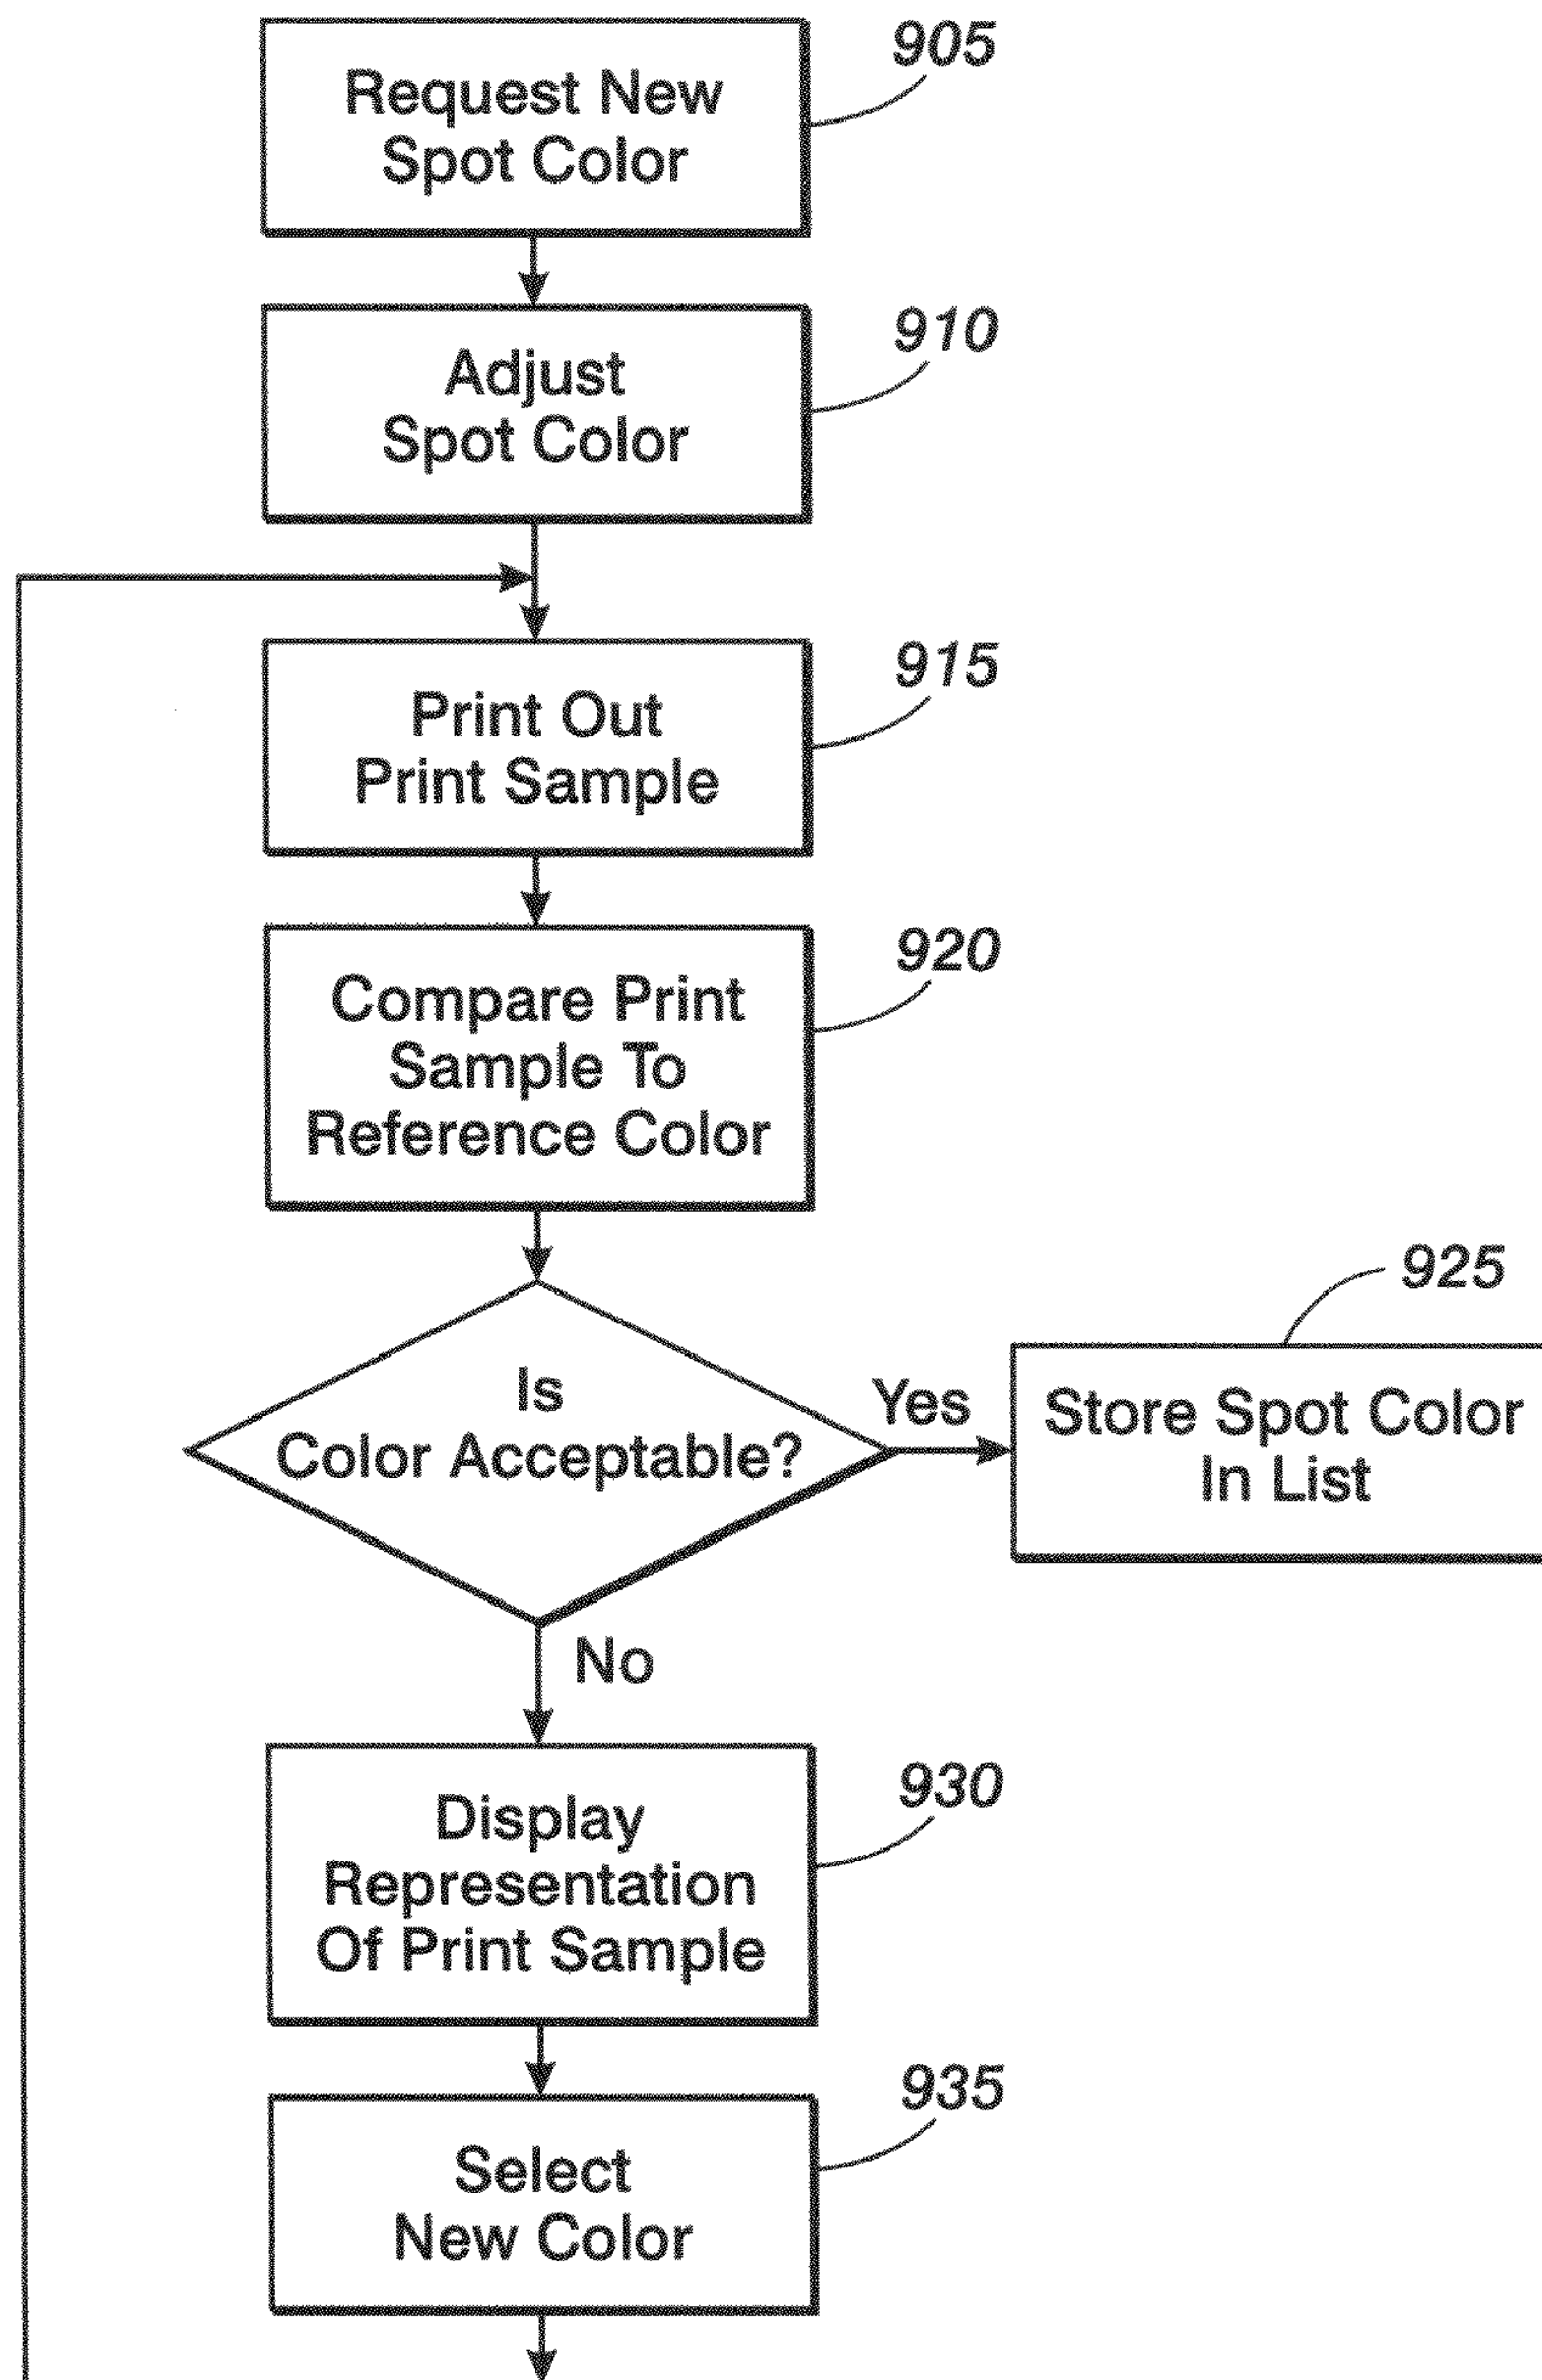 905
Request New
Spot Color
910
Adjust
Spot Color
915
Print Out
Print Sample
920
Compare Print
Sample To
Reference Color
925
Is
Color Acceptable?
Yes
Store Spot Color
In List
No
930
Display
Representation
Of Print Sample
935
Select
New Color